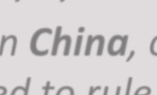 n China,
ed to rule